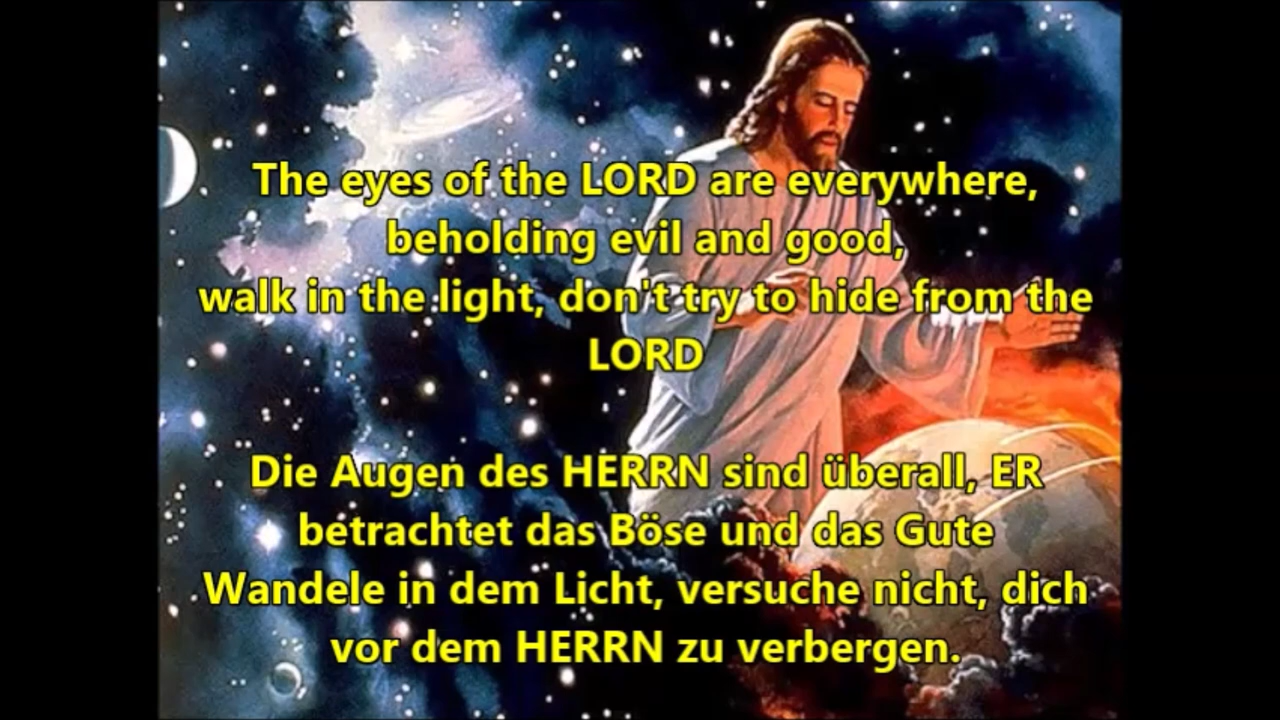 The eyes of the LORD are everywhere,
beholding evil and good,
walk in the light, don't try to hide from the
LORD
Die Augen des HERRN sind überall, ER
betrachtet das Böse und das Gute
Wandele in dem Licht, versuche nicht, dich
vor dem HERRN zu verbergen.